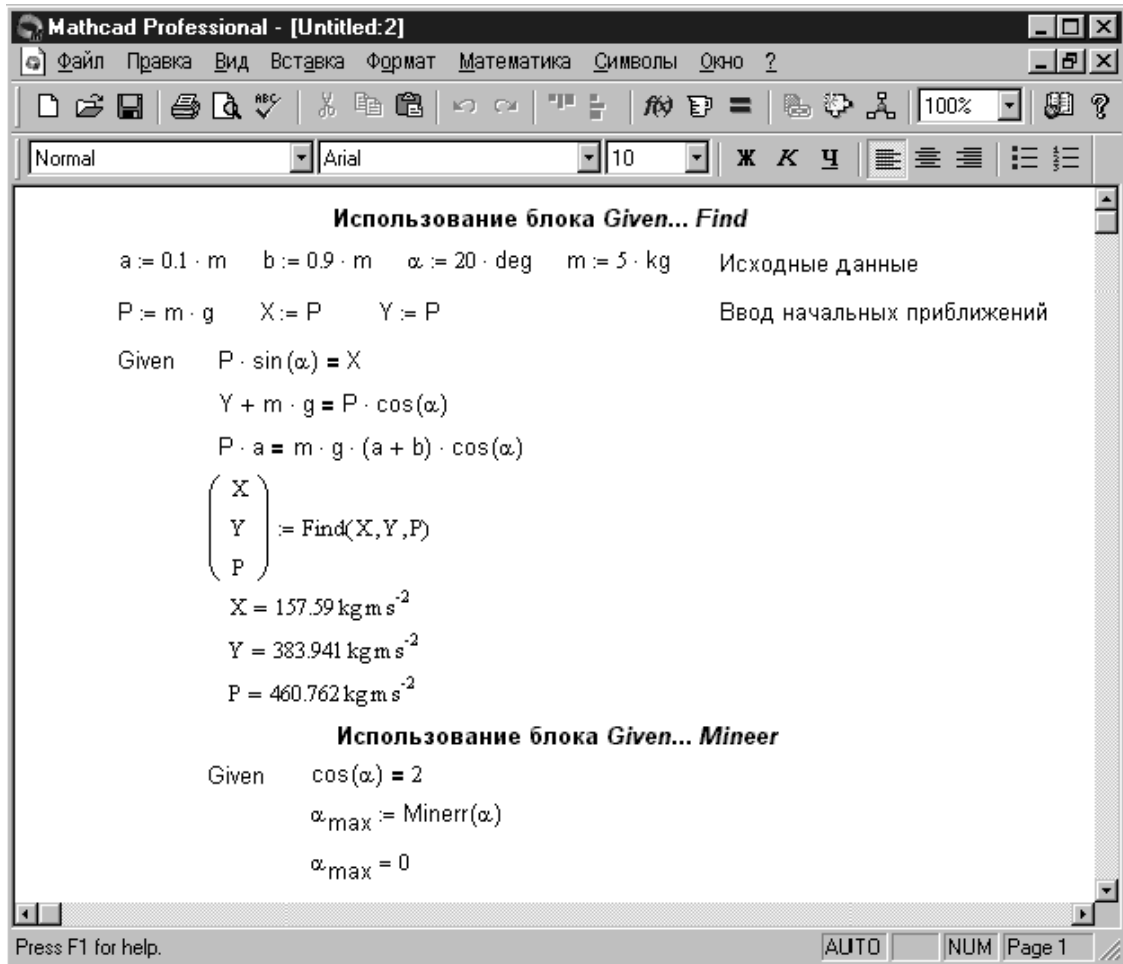 Mathcad Professional - [Untitled:2]
Файл Правка Вид Вставка Формат Математика Символы Окно ?
ABC f(x) = 100% ?
Normal Arial 10 Ж К Ч
Использование блока Given... Find
a := 0.1 · m b := 0.9 · m α := 20 · deg m := 5 · kg Исходные данные
P := m · g X := P Y := P Ввод начальных приближений
Given P · sin(α) = X
Y + m · g = P · cos(α)
P · a = m · g · (a + b) · cos(α)
(X Y P) := Find(X,Y,P)
X = 157.59 kg m s^-2
Y = 383.941 kg m s^-2
P = 460.762 kg m s^-2
Использование блока Given... Mineer
Given cos(α) = 2
α_max := Minerr(α)
α_max = 0
Press F1 for help. AUTO NUM Page 1